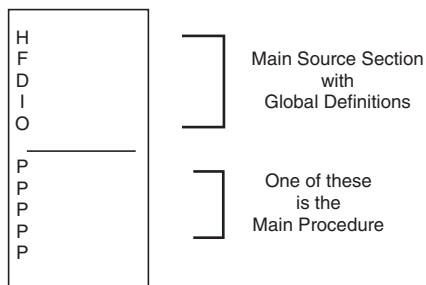 H
F
D
I
O
Main Source Section
with
Global Definitions
P
P
P
P
P
One of these
is the
Main Procedure